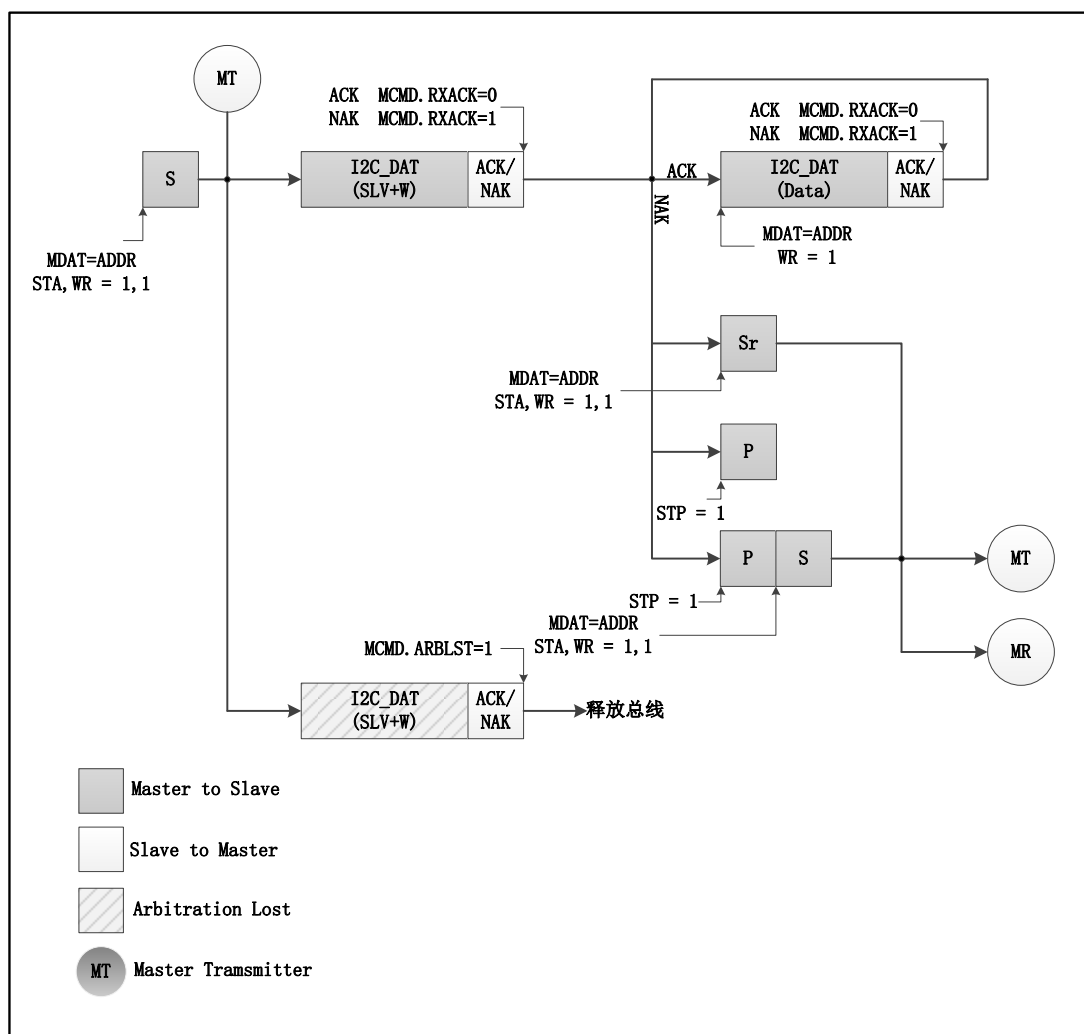 MT
ACK MCMD.RXACK=0
NAK MCMD.RXACK=1
S
I2C_DAT
(SLV+W)
ACK/
NAK
MDAT=ADDR
STA,WR = 1,1
ACK
NAK
ACK MCMD.RXACK=0
NAK MCMD.RXACK=1
I2C_DAT
(Data)
ACK/
NAK
MDAT=ADDR
WR = 1
Sr
MDAT=ADDR
STA,WR = 1,1
P
STP = 1
P
S
STP = 1
MDAT=ADDR
STA,WR = 1,1
MT
MR
MCMD.ARBLST=1
I2C_DAT
(SLV+W)
ACK/
NAK
释放总线
Master to Slave
Slave to Master
Arbitration Lost
MT
Master Tramsmitter